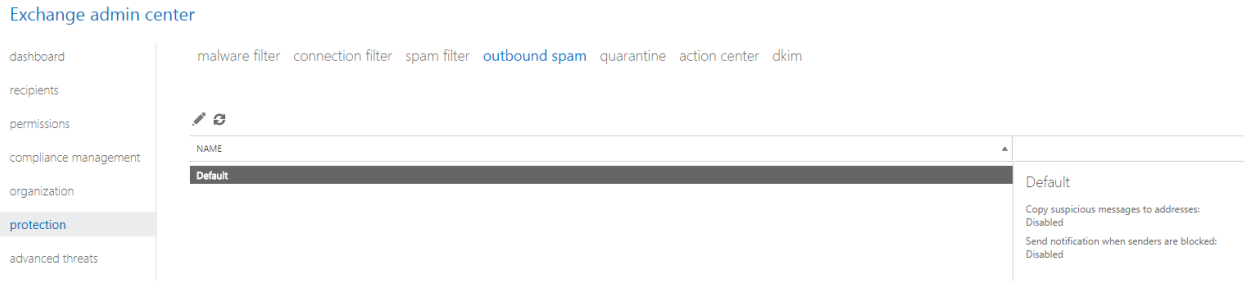 Exchange admin center
dashboard
recipients
permissions
compliance management
organization
protection
advanced threats
malware filter connection filter spam filter outbound spam quarantine action center dkim
NAME
Default
Default
Copy suspicious messages to addresses:
Disabled
Send notification when senders are blocked:
Disabled